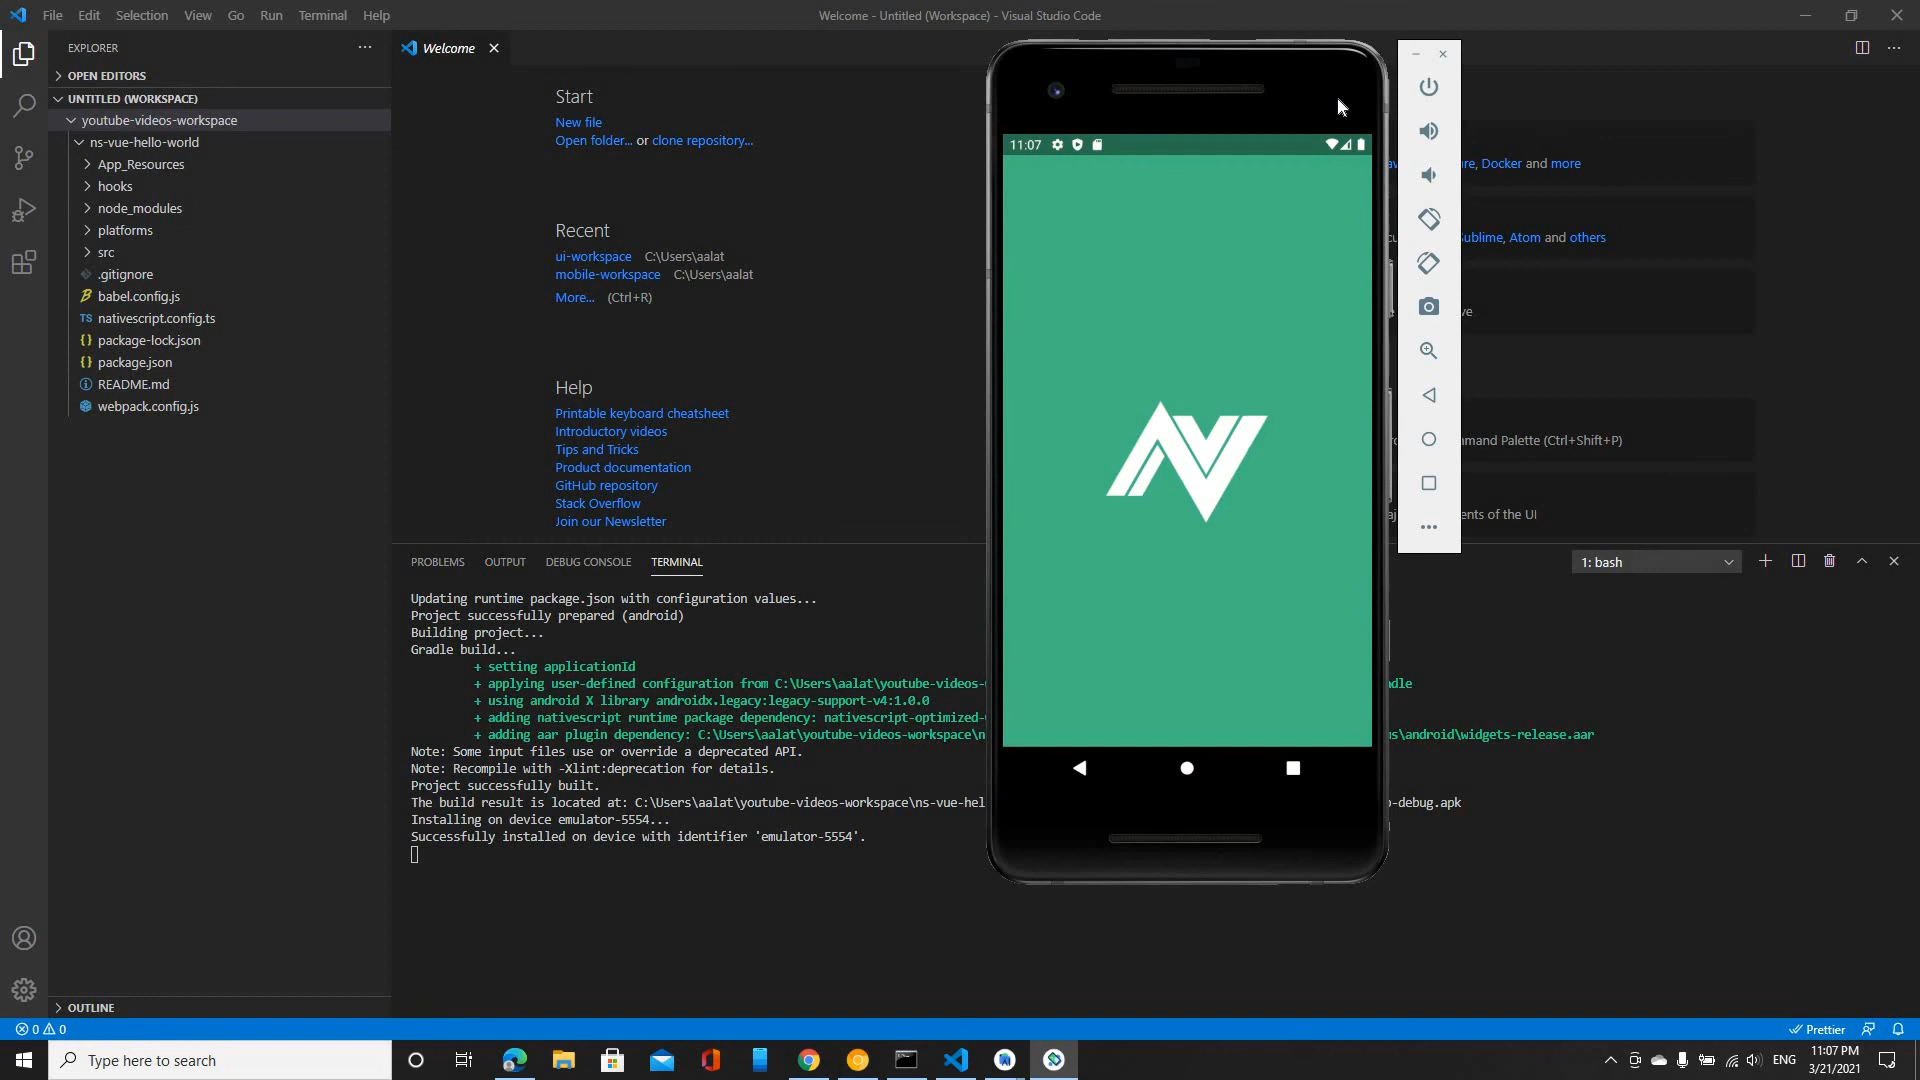 File Edit Selection View Go Run Terminal Help
Welcome - Untitled (Workspace) - Visual Studio Code
EXPLORER
OPEN EDITORS
UNTITLED (WORKSPACE)
youtube-videos-workspace
ns-vue-hello-world
App_Resources
hooks
node_modules
platforms
src
.gitignore
babel.config.js
TS nativescript.config.ts
{} package-lock.json
{} package.json
README.md
webpack.config.js
OUTLINE
Welcome
Start
New file
Open folder... or clone repository...
Recent
ui-workspace C:\Users\aalat
mobile-workspace C:\Users\aalat
More... (Ctrl+R)
Help
Printable keyboard cheatsheet
Introductory videos
Tips and Tricks
Product documentation
GitHub repository
Stack Overflow
Join our Newsletter
re, Docker and more
Sublime, Atom and others
ve
mmand Palette (Ctrl+Shift+P)
ents of the UI
11:07
PROBLEMS OUTPUT DEBUG CONSOLE TERMINAL
1: bash
Updating runtime package.json with configuration values...
Project successfully prepared (android)
Building project...
Gradle build...
+ setting applicationId
+ applying user-defined configuration from C:\Users\aalat\youtube-videos- dle
+ using android X library androidx.legacy:legacy-support-v4:1.0.0
+ adding nativescript runtime package dependency: nativescript-optimized-
+ adding aar plugin dependency: C:\Users\aalat\youtube-videos-workspace\n s\android\widgets-release.aar
Note: Some input files use or override a deprecated API.
Note: Recompile with -Xlint:deprecation for details.
Project successfully built.
The build result is located at: C:\Users\aalat\youtube-videos-workspace\ns-vue-hel -debug.apk
Installing on device emulator-5554...
Successfully installed on device with identifier 'emulator-5554'.
0 0
Prettier
Type here to search
ENG
11:07 PM
3/21/2021